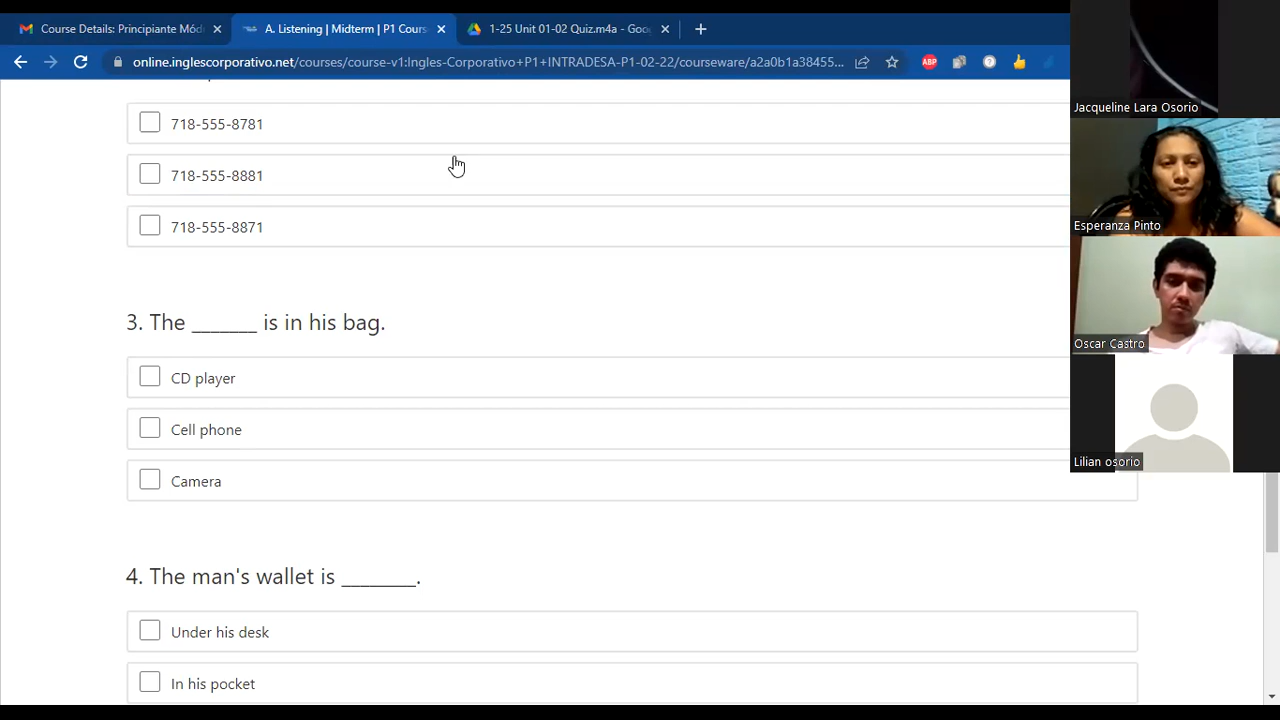 Course Details: Principiante Mód
A. Listening | Midterm | P1 Cours
1-25 Unit 01-02 Quiz.m4a - Goo
online.inglescorporativo.net/courses/course-v1:Ingles-Corporativo+P1+INTRADESA-P1-02-22/courseware/a2a0b1a38455...
ABP
718-555-8781
718-555-8881
718-555-8871
3. The _______ is in his bag.
CD player
Cell phone
Camera
4. The man's wallet is ________.
Under his desk
In his pocket
Jacqueline Lara Osorio
Esperanza Pinto
Oscar Castro
Lilian osorio